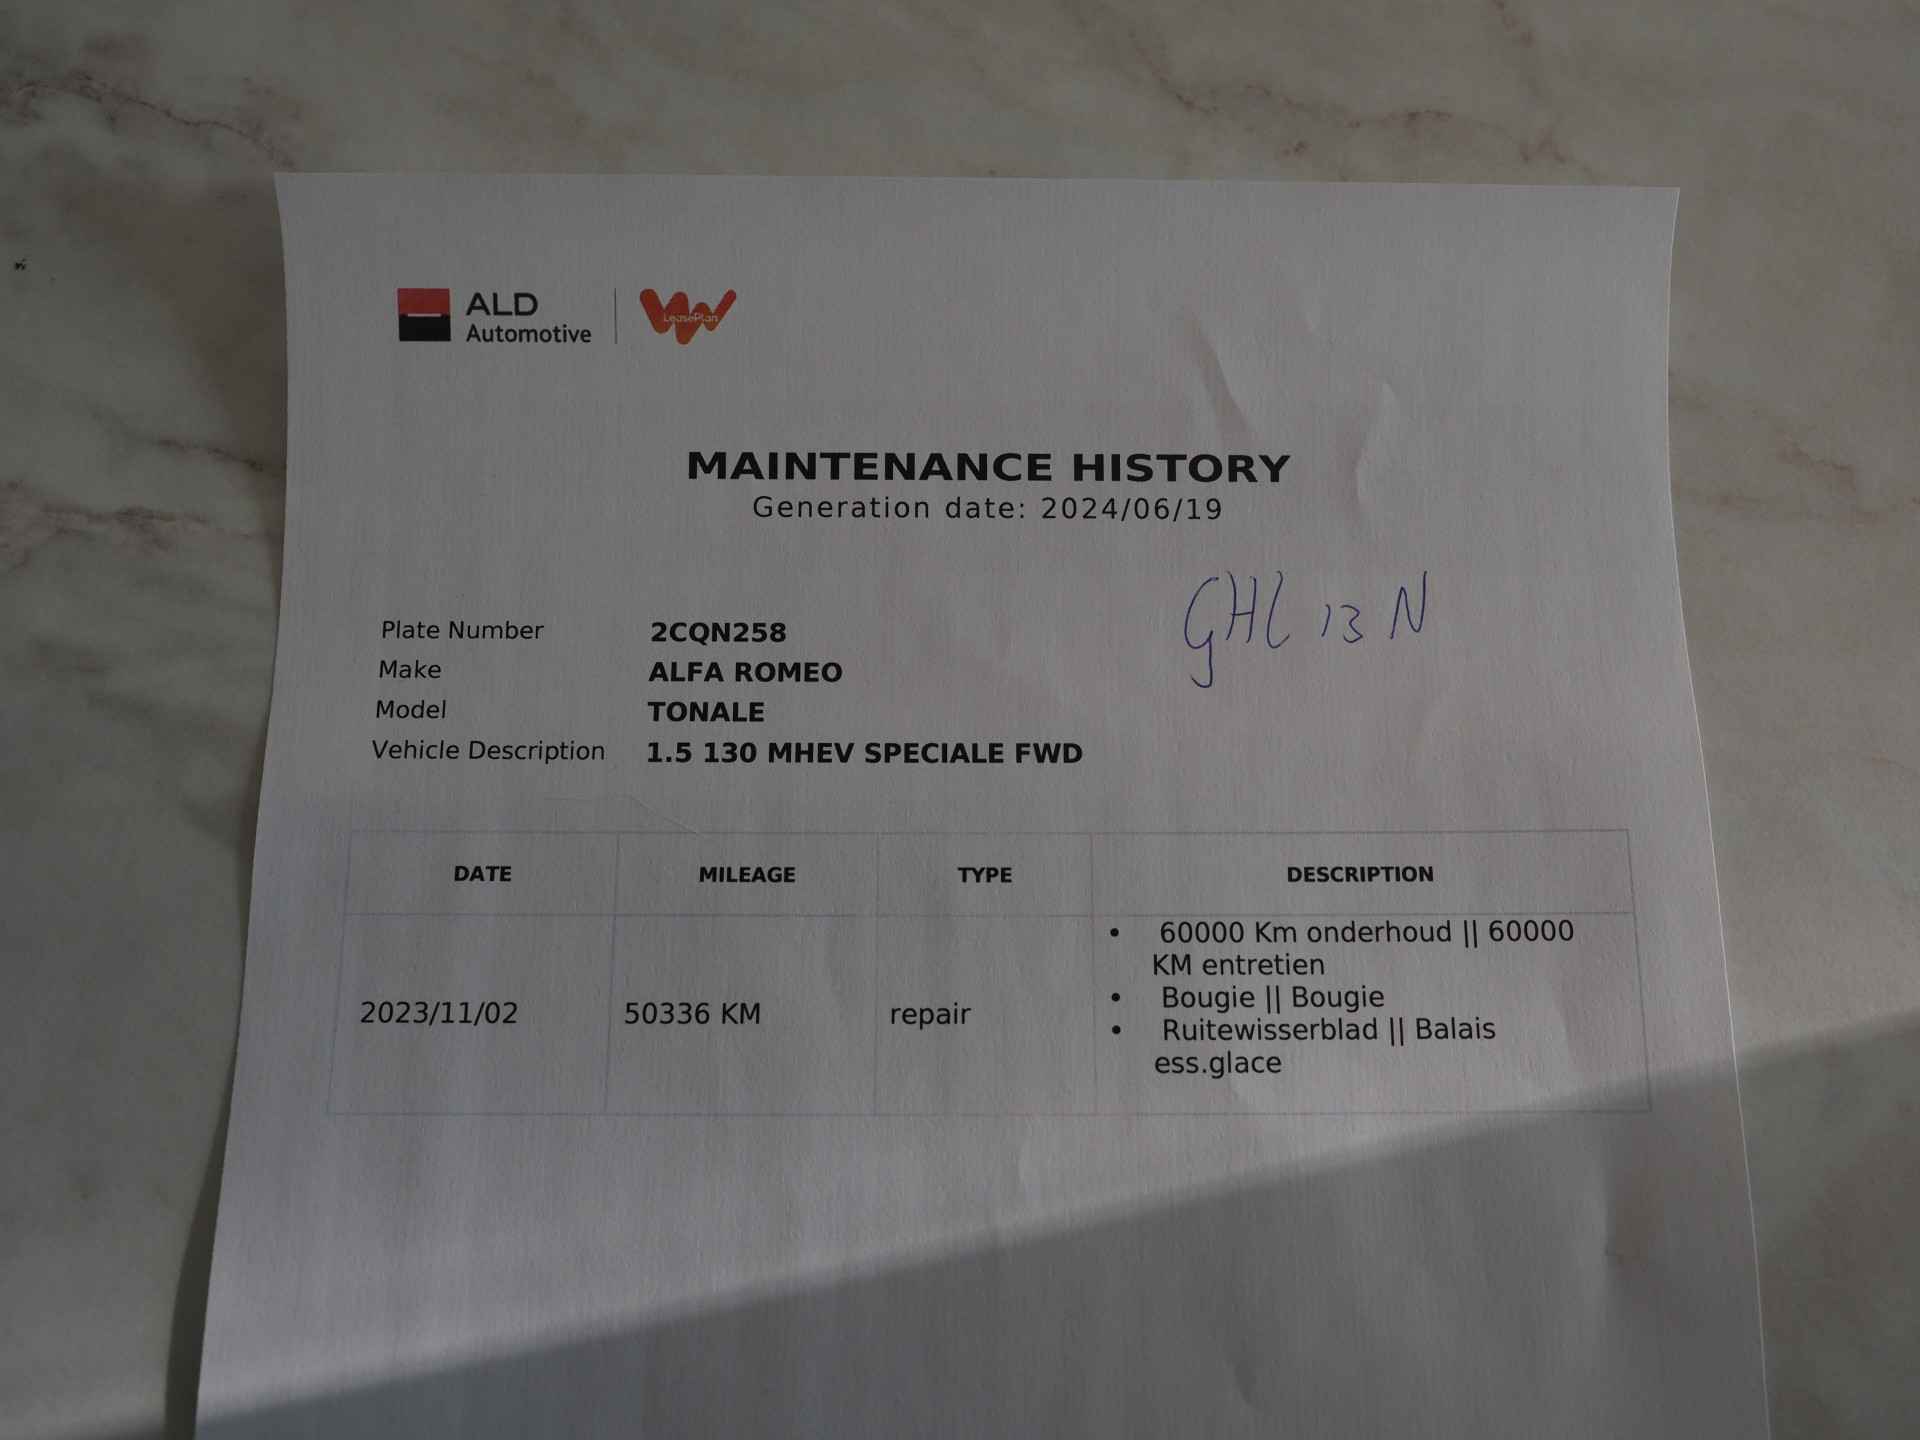 ALD
Automotive
LeasePlan
MAINTENANCE HISTORY
Generation date: 2024/06/19
GHL 13 N
Plate Number 2CQN258
Make ALFA ROMEO
Model TONALE
Vehicle Description 1.5 130 MHEV SPECIALE FWD
DATE MILEAGE TYPE DESCRIPTION
2023/11/02 50336 KM repair
• 60000 Km onderhoud || 60000
KM entretien
• Bougie || Bougie
• Ruitewisserblad || Balais
ess.glace